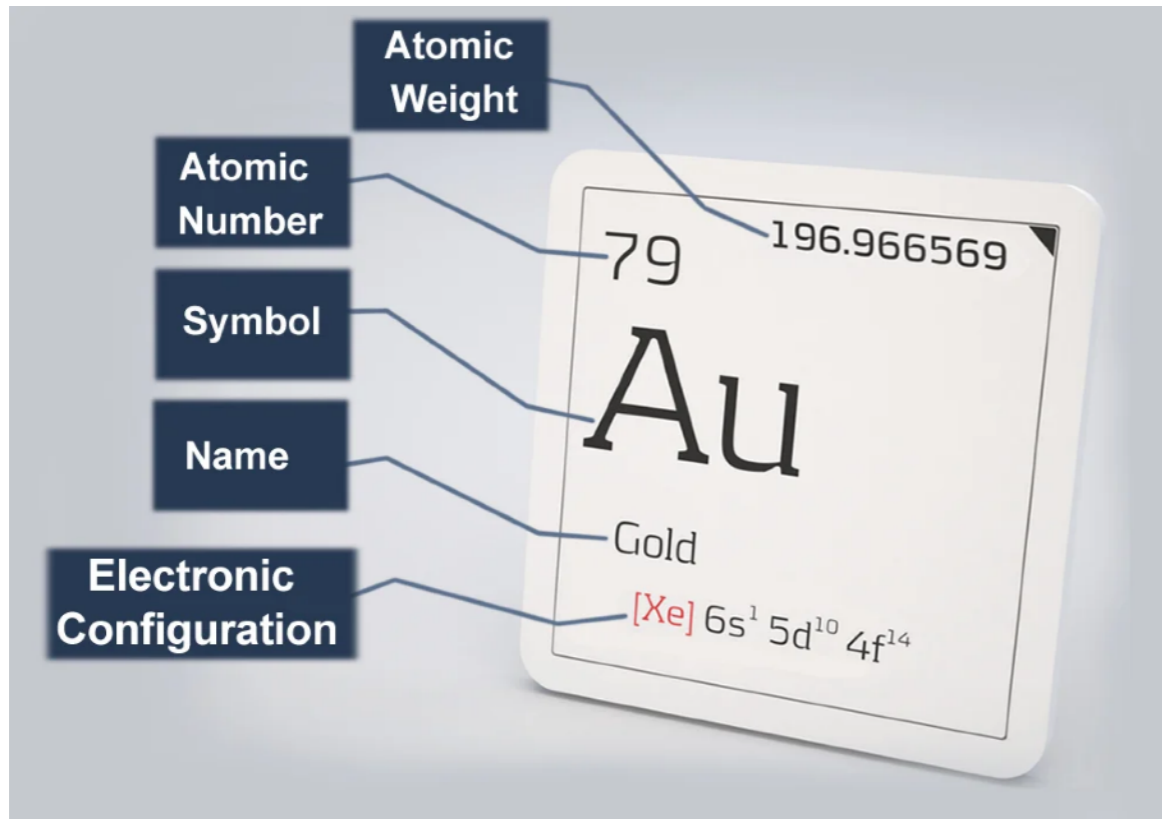 Atomic
Weight
Atomic
Number
Symbol
Name
Electronic
Configuration
79
196.966569
Au
Gold
[Xe] 6s¹ 5d¹⁰ 4f¹⁴